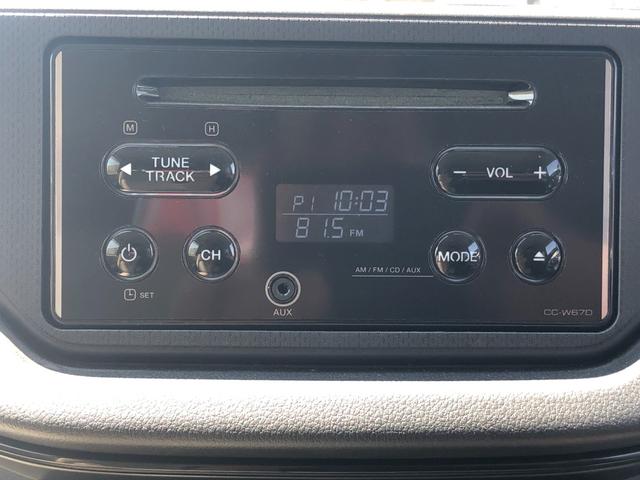 M H
TUNE
TRACK
- VOL +
P1 10:03
81.5 FM
CH
MODE
SET
AM / FM / CD / AUX
AUX
CC-W67D